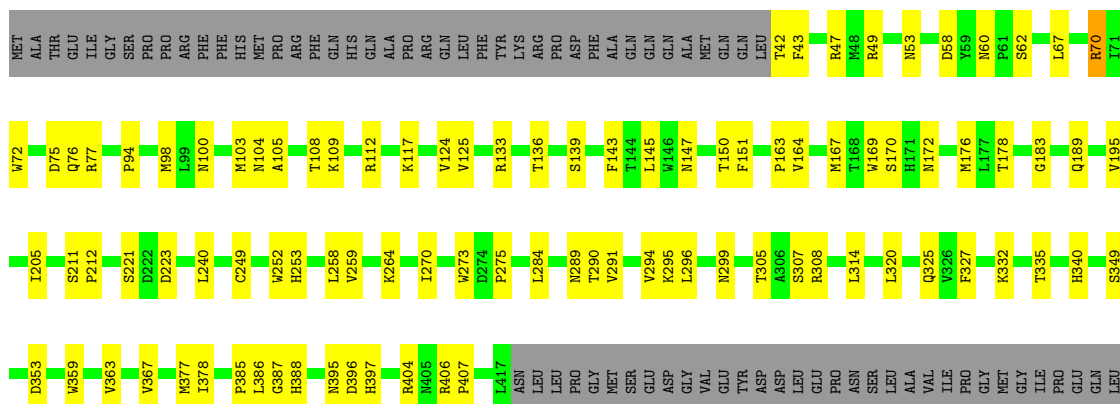 MET ALA THR GLU ILE GLY SER PRO PRO ARG PHE PHE HIS MET PRO ARG PHE GLN HIS GLN ALA PRO ARG GLN LEU PHE TYR LYS ARG PRO ASP PHE ALA GLN GLN GLN ALA MET GLN GLN LEU T42 F43 R47 M48 R49 N53 D58 Y59 N60 P61 S62 L67 R70 I71
W72 D75 Q76 R77 P94 M98 L99 N100 M103 N104 A105 T108 K109 R112 K117 V124 V125 R133 T136 S139 F143 T144 L145 W146 N147 T150 F151 P163 V164 M167 T168 W169 S170 H171 N172 M176 L177 T178 G183 Q189 V195
I205 S211 P212 S221 D222 D223 L240 C249 W252 H253 L258 V259 K264 I270 W273 D274 P275 L284 N289 T290 V291 V294 K295 L296 N299 T305 A306 S307 R308 L314 L320 Q325 V326 F327 K332 T335 H340 S349
D353 W359 V363 V367 M377 I378 P385 L386 G387 H388 N395 D396 H397 R404 N405 R406 P407 L417 ASN LEU LEU PRO GLY MET SER GLU ASP GLY VAL GLU TYR ASP ASP LEU GLU PRO ASN SER LEU ALA VAL ILE PRO GLY MET GLY ILE PRO GLU GLN LEU